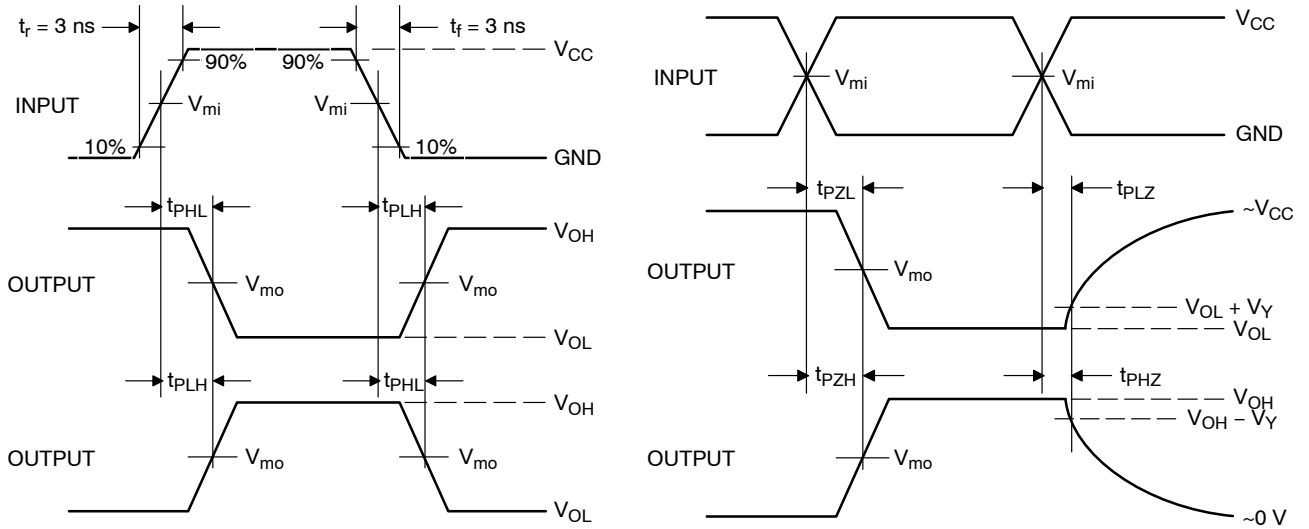 t_r = 3 ns
t_f = 3 ns
V_CC
90%
90%
INPUT
V_mi
V_mi
10%
10%
GND
t_PHL
t_PLH
V_OH
OUTPUT
V_mo
V_mo
V_OL
t_PLH
t_PHL
V_OH
OUTPUT
V_mo
V_mo
V_OL
V_CC
INPUT
V_mi
V_mi
GND
t_PZL
t_PLZ
~V_CC
OUTPUT
V_mo
V_OL + V_Y
V_OL
t_PZH
t_PHZ
V_OH
V_OH − V_Y
OUTPUT
V_mo
~0 V